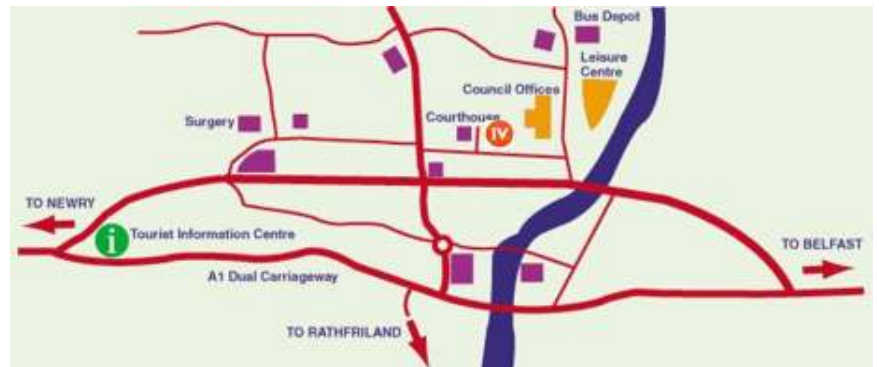 Bus Depot
Leisure
Centre
Council Offices
Courthouse
IV
Surgery
TO NEWRY
i
Tourist Information Centre
TO BELFAST
A1 Dual Carriageway
TO RATHFRILAND